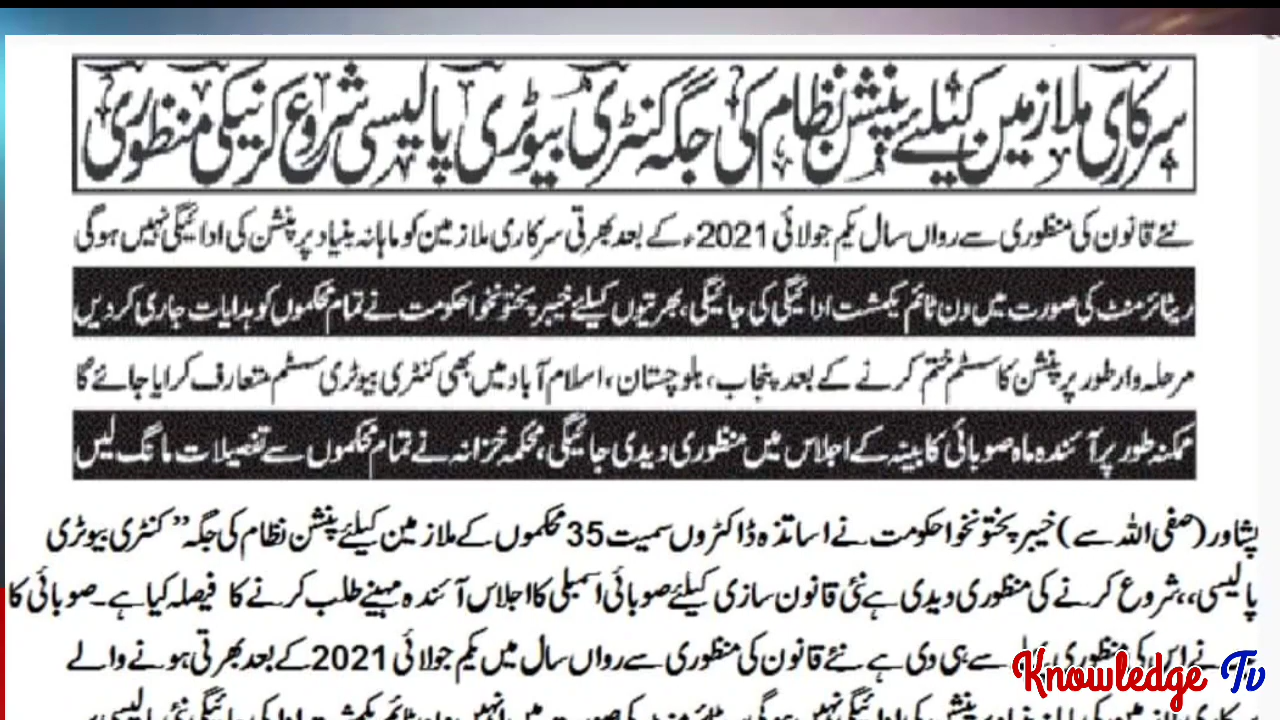 سرکاری ملازمین کیلئے پنشن نظام کی جگہ کنٹری بیوٹری پالیسی شروع کرنیکی منظوری
نئے قانون کی منظوری سے رواں سال یکم جولائی 2021ء کے بعد بھرتی سرکاری ملازمین کو ماہانہ بنیاد پر پنشن کی ادائیگی نہیں ہوگی
ریٹائرمنٹ کی صورت میں ون ٹائم یکمشت ادائیگی کی جائیگی، بھرتیوں کیلئے خیبر پختونخوا حکومت نے تمام محکموں کو ہدایات جاری کردیں
مرحلہ وار طور پر پنشن کا سسٹم ختم کرنے کے بعد پنجاب، بلوچستان، اسلام آباد میں بھی کنٹری بیوٹری سسٹم متعارف کرایا جائے گا
ممکنہ طور پر آئندہ ماہ صوبائی کابینہ کے اجلاس میں منظوری دیدی جائیگی، محکمہ خزانہ نے تمام محکموں سے تفصیلات مانگ لیں
پشاور (صفی اللہ سے) خیبر پختونخوا حکومت نے اساتذہ ڈاکٹروں سمیت 35 محکموں کے ملازمین کیلئے پنشن نظام کی جگہ ”کنٹری بیوٹری
پالیسی،، شروع کرنے کی منظوری دیدی ہے نئی قانون سازی کیلئے صوبائی اسمبلی کا اجلاس آئندہ مہینے طلب کرنے کا فیصلہ کیا ہے۔ صوبائی کا
نے اس کی منظوری پہلے سے ہی دی ہے نئے قانون کی منظوری سے رواں سال میں یکم جولائی 2021 کے بعد بھرتی ہونے والے
Knowledge Tv